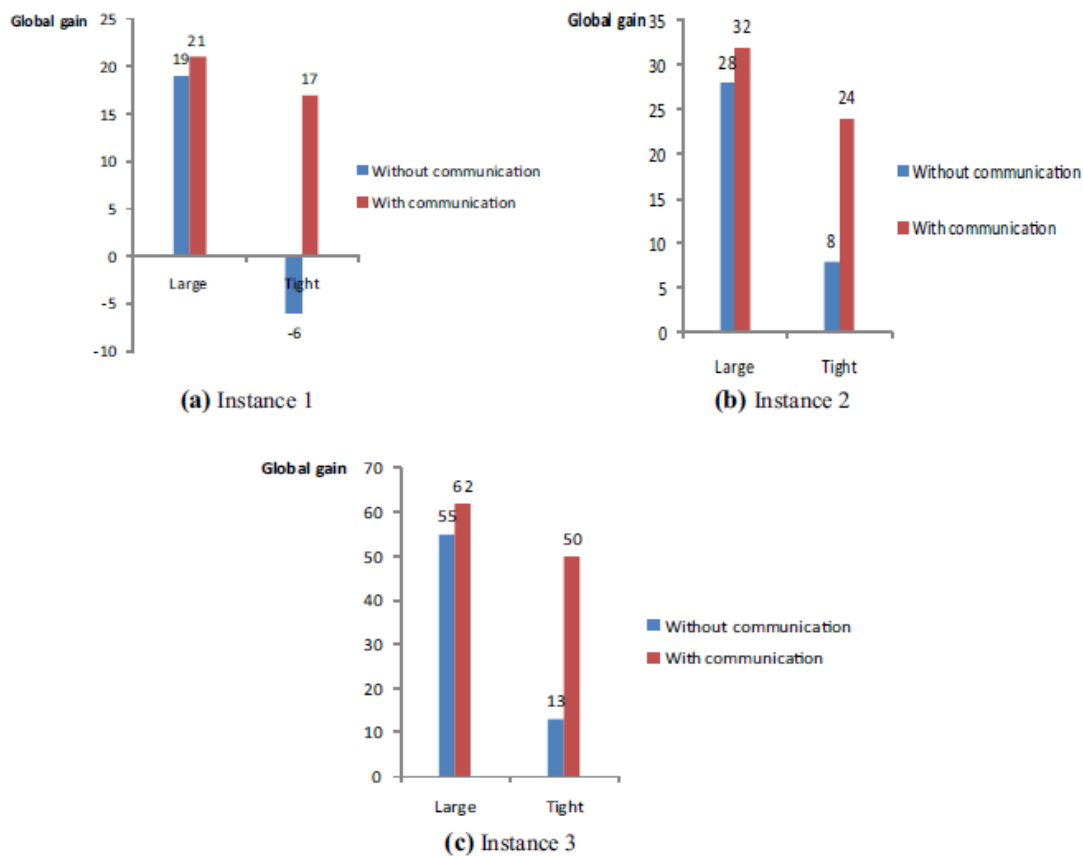 Global gain
25
20
15
10
5
0
-5
-10
19
21
17
-6
Large
Tight
Without communication
With communication
(a) Instance 1
Global gain
35
30
25
20
15
10
5
0
28
32
8
24
Large
Tight
Without communication
With communication
(b) Instance 2
Global gain
70
60
50
40
30
20
10
0
55
62
13
50
Large
Tight
Without communication
With communication
(c) Instance 3